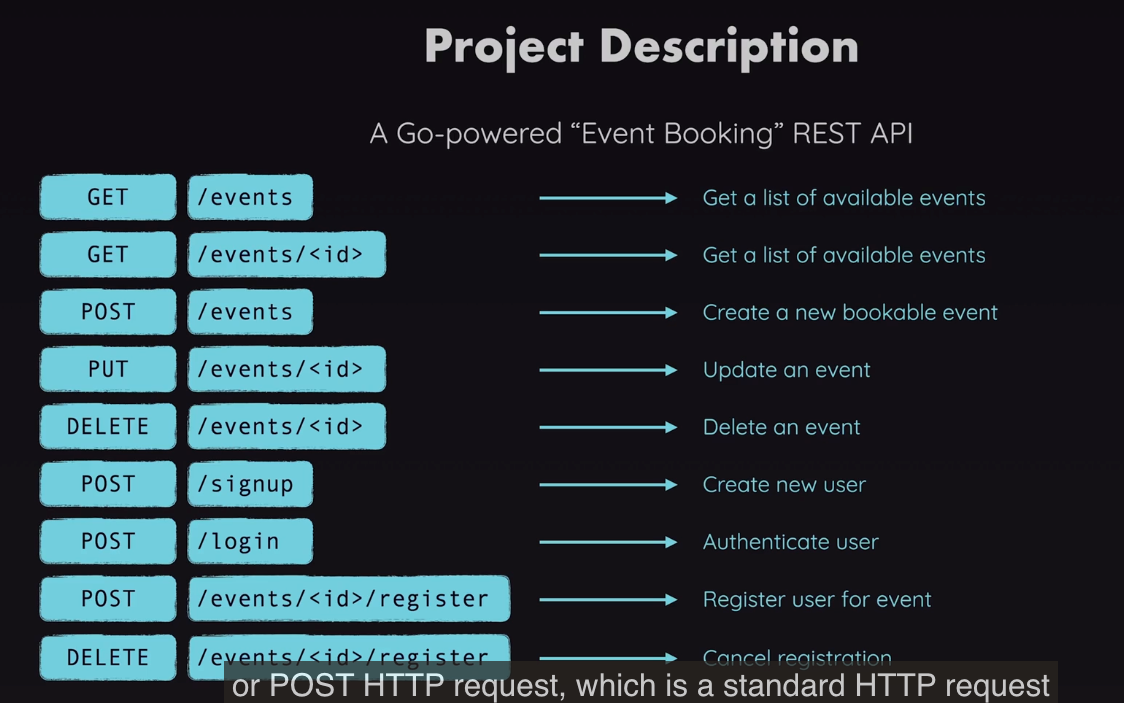 Project Description
A Go-powered “Event Booking” REST API
GET /events Get a list of available events
GET /events/<id> Get a list of available events
POST /events Create a new bookable event
PUT /events/<id> Update an event
DELETE /events/<id> Delete an event
POST /signup Create new user
POST /login Authenticate user
POST /events/<id>/register Register user for event
DELETE /events/<id>/register Cancel registration
or POST HTTP request, which is a standard HTTP request